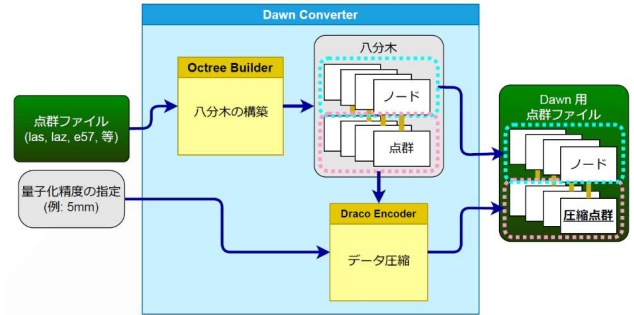 Dawn Converter
Octree Builder
八分木の構築
八分木
ノード
点群
点群ファイル
(las, laz, e57, 等)
量子化精度の指定
(例: 5mm)
Draco Encoder
データ圧縮
Dawn 用
点群ファイル
ノード
圧縮点群